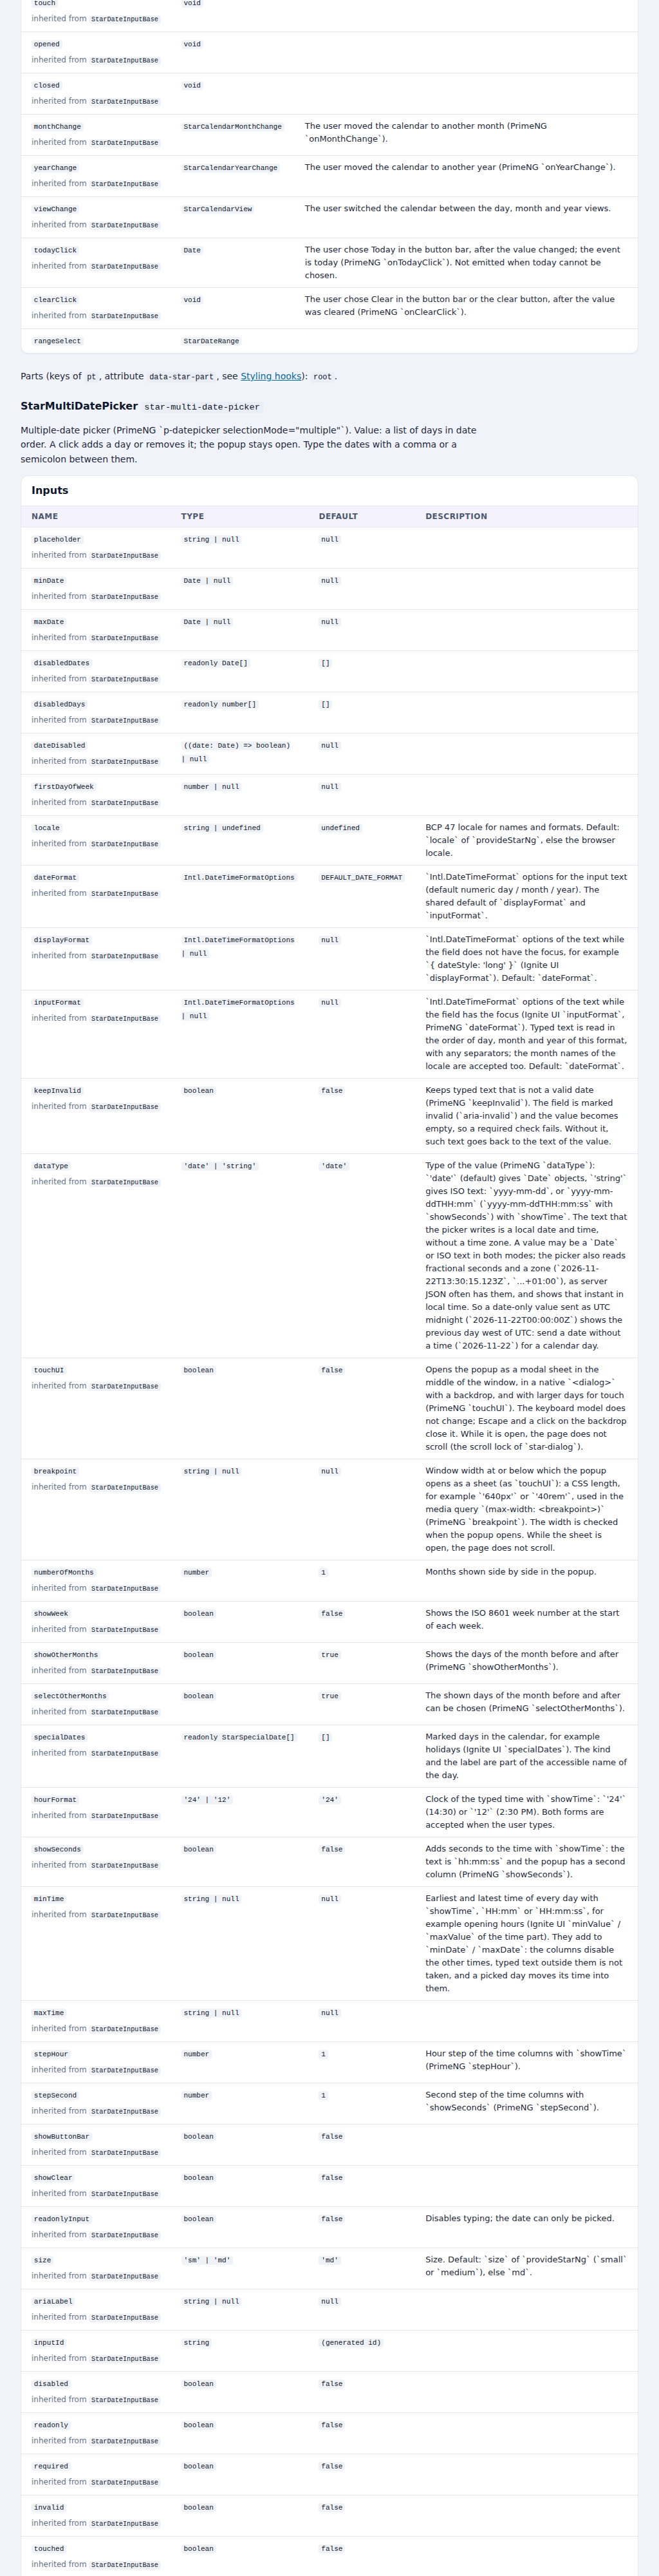 touch void
inherited from StarDateInputBase
opened void
inherited from StarDateInputBase
closed void
inherited from StarDateInputBase
monthChange StarCalendarMonthChange The user moved the calendar to another month (PrimeNG
inherited from StarDateInputBase `onMonthChange`).
yearChange StarCalendarYearChange The user moved the calendar to another year (PrimeNG `onYearChange`).
inherited from StarDateInputBase
viewChange StarCalendarView The user switched the calendar between the day, month and year views.
inherited from StarDateInputBase
todayClick Date The user chose Today in the button bar, after the value changed; the event
inherited from StarDateInputBase is today (PrimeNG `onTodayClick`). Not emitted when today cannot be
chosen.
clearClick void The user chose Clear in the button bar or the clear button, after the value
inherited from StarDateInputBase was cleared (PrimeNG `onClearClick`).
rangeSelect StarDateRange
Parts (keys of pt, attribute data-star-part, see Styling hooks): root.
StarMultiDatePicker star-multi-date-picker
Multiple-date picker (PrimeNG `p-datepicker selectionMode="multiple"`). Value: a list of days in date
order. A click adds a day or removes it; the popup stays open. Type the dates with a comma or a
semicolon between them.
Inputs
NAME TYPE DEFAULT DESCRIPTION
placeholder string | null null
inherited from StarDateInputBase
minDate Date | null null
inherited from StarDateInputBase
maxDate Date | null null
inherited from StarDateInputBase
disabledDates readonly Date[] []
inherited from StarDateInputBase
disabledDays readonly number[] []
inherited from StarDateInputBase
dateDisabled ((date: Date) => boolean) null
inherited from StarDateInputBase | null
firstDayOfWeek number | null null
inherited from StarDateInputBase
locale string | undefined undefined BCP 47 locale for names and formats. Default:
inherited from StarDateInputBase `locale` of `provideStarNg`, else the browser
locale.
dateFormat Intl.DateTimeFormatOptions DEFAULT_DATE_FORMAT `Intl.DateTimeFormat` options for the input text
inherited from StarDateInputBase (default numeric day / month / year). The
shared default of `displayFormat` and
`inputFormat`.
displayFormat Intl.DateTimeFormatOptions null `Intl.DateTimeFormat` options of the text while
inherited from StarDateInputBase | null the field does not have the focus, for example
`{ dateStyle: 'long' }` (Ignite UI
`displayFormat`). Default: `dateFormat`.
inputFormat Intl.DateTimeFormatOptions null `Intl.DateTimeFormat` options of the text while
inherited from StarDateInputBase | null the field has the focus (Ignite UI `inputFormat`,
PrimeNG `dateFormat`). Typed text is read in
the order of day, month and year of this format,
with any separators; the month names of the
locale are accepted too. Default: `dateFormat`.
keepInvalid boolean false Keeps typed text that is not a valid date
inherited from StarDateInputBase (PrimeNG `keepInvalid`). The field is marked
invalid (`aria-invalid`) and the value becomes
empty, so a required check fails. Without it,
such text goes back to the text of the value.
dataType 'date' | 'string' 'date' Type of the value (PrimeNG `dataType`):
inherited from StarDateInputBase `'date'` (default) gives `Date` objects, `'string'`
gives ISO text: `yyyy-mm-dd`, or `yyyy-mm-
ddTHH:mm` (`yyyy-mm-ddTHH:mm:ss` with
`showSeconds`) with `showTime`. The text that
the picker writes is a local date and time,
without a time zone. A value may be a `Date`
or ISO text in both modes; the picker also reads
fractional seconds and a zone (`2026-11-
22T13:30:15.123Z`, `...+01:00`), as server
JSON often has them, and shows that instant in
local time. So a date-only value sent as UTC
midnight (`2026-11-22T00:00:00Z`) shows the
previous day west of UTC: send a date without
a time (`2026-11-22`) for a calendar day.
touchUI boolean false Opens the popup as a modal sheet in the
inherited from StarDateInputBase middle of the window, in a native `<dialog>`
with a backdrop, and with larger days for touch
(PrimeNG `touchUI`). The keyboard model does
not change; Escape and a click on the backdrop
close it. While it is open, the page does not
scroll (the scroll lock of `star-dialog`).
breakpoint string | null null Window width at or below which the popup
inherited from StarDateInputBase opens as a sheet (as `touchUI`): a CSS length,
for example `'640px'` or `'40rem'`, used in the
media query `(max-width: <breakpoint>)`
(PrimeNG `breakpoint`). The width is checked
when the popup opens. While the sheet is
open, the page does not scroll.
numberOfMonths number 1 Months shown side by side in the popup.
inherited from StarDateInputBase
showWeek boolean false Shows the ISO 8601 week number at the start
inherited from StarDateInputBase of each week.
showOtherMonths boolean true Shows the days of the month before and after
inherited from StarDateInputBase (PrimeNG `showOtherMonths`).
selectOtherMonths boolean true The shown days of the month before and after
inherited from StarDateInputBase can be chosen (PrimeNG `selectOtherMonths`).
specialDates readonly StarSpecialDate[] [] Marked days in the calendar, for example
inherited from StarDateInputBase holidays (Ignite UI `specialDates`). The kind
and the label are part of the accessible name of
the day.
hourFormat '24' | '12' '24' Clock of the typed time with `showTime`: `'24'`
inherited from StarDateInputBase (14:30) or `'12'` (2:30 PM). Both forms are
accepted when the user types.
showSeconds boolean false Adds seconds to the time with `showTime`: the
inherited from StarDateInputBase text is `hh:mm:ss` and the popup has a second
column (PrimeNG `showSeconds`).
minTime string | null null Earliest and latest time of every day with
inherited from StarDateInputBase `showTime`, `HH:mm` or `HH:mm:ss`, for
example opening hours (Ignite UI `minValue` /
`maxValue` of the time part). They add to
`minDate` / `maxDate`: the columns disable
the other times, typed text outside them is not
taken, and a picked day moves its time into
them.
maxTime string | null null
inherited from StarDateInputBase
stepHour number 1 Hour step of the time columns with `showTime`
inherited from StarDateInputBase (PrimeNG `stepHour`).
stepSecond number 1 Second step of the time columns with
inherited from StarDateInputBase `showSeconds` (PrimeNG `stepSecond`).
showButtonBar boolean false
inherited from StarDateInputBase
showClear boolean false
inherited from StarDateInputBase
readonlyInput boolean false Disables typing; the date can only be picked.
inherited from StarDateInputBase
size 'sm' | 'md' 'md' Size. Default: `size` of `provideStarNg` (`small`
inherited from StarDateInputBase or `medium`), else `md`.
ariaLabel string | null null
inherited from StarDateInputBase
inputId string (generated id)
inherited from StarDateInputBase
disabled boolean false
inherited from StarDateInputBase
readonly boolean false
inherited from StarDateInputBase
required boolean false
inherited from StarDateInputBase
invalid boolean false
inherited from StarDateInputBase
touched boolean false
inherited from StarDateInputBase